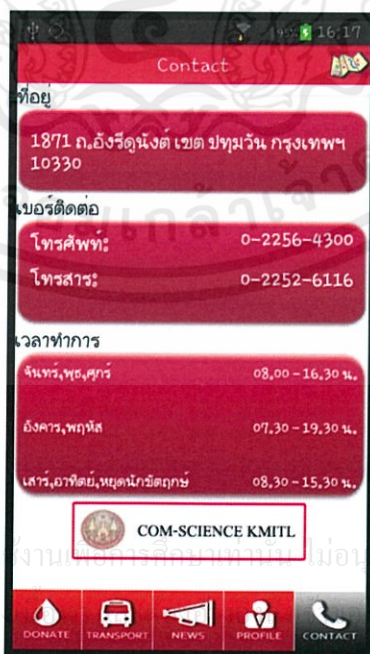 16:17
Contact
ที่อยู่
1871 ถ.อังรีดูนังต์ เขต ปทุมวัน กรุงเทพฯ
10330
เบอร์ติดต่อ
โทรศัพท์: 0-2256-4300
โทรสาร: 0-2252-6116
เวลาทำการ
จันทร์,พุธ,ศุกร์ 08.00-16.30 น.
อังคาร,พฤหัส 07.30-19.30 น.
เสาร์,อาทิตย์,หยุดนักขัตฤกษ์ 08.30-15.30 น.
COM-SCIENCE KMITL
DONATE TRANSPORT NEWS PROFILE CONTACT